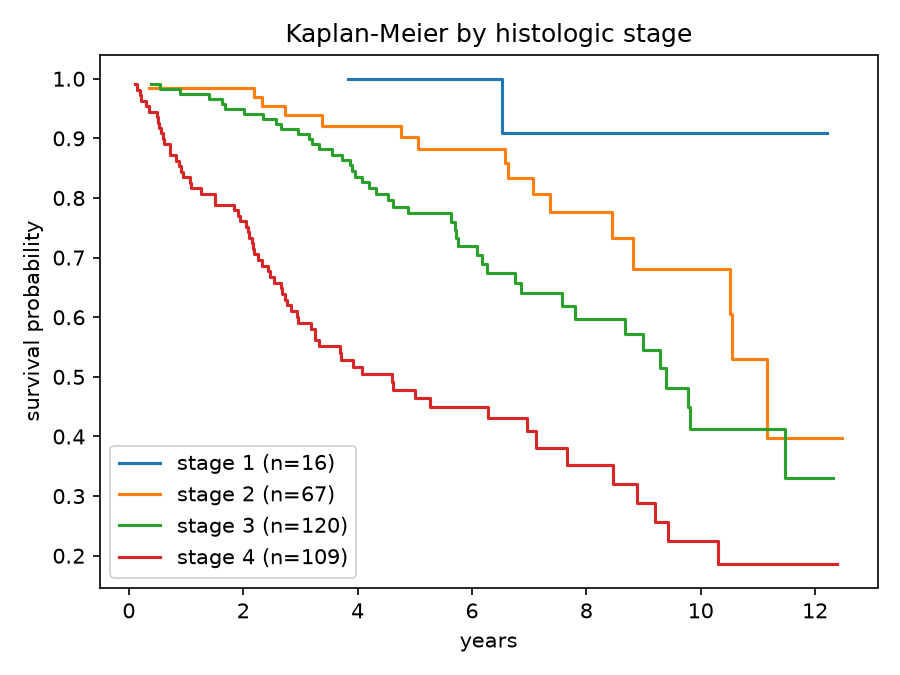 Kaplan-Meier by histologic stage
survival probability
1.0
0.9
0.8
0.7
0.6
0.5
0.4
0.3
0.2
stage 1 (n=16)
stage 2 (n=67)
stage 3 (n=120)
stage 4 (n=109)
0 2 4 6 8 10 12
years